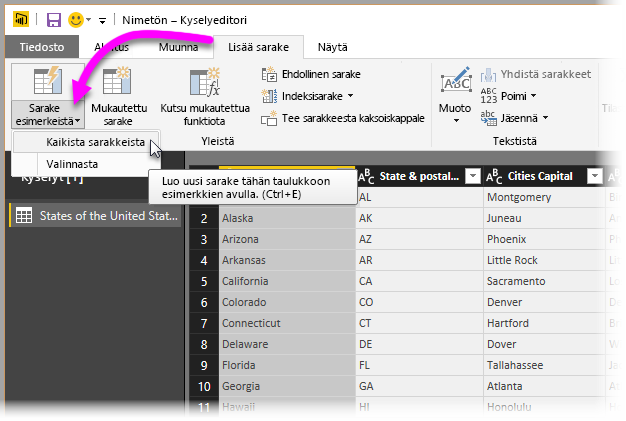 Nimetön – Kyselyeditori
Tiedosto
Muunna
Lisää sarake
Näytä
Sarake
esimerkeistä
Mukautettu
sarake
Kutsu mukautettua
funktiota
Ehdollinen sarake
Indeksisarake
Tee sarakkeesta kaksoiskappale
Yleistä
Muoto
Yhdistä sarakkeet
Poimi
Jäsennä
Tekstistä
Kaikista sarakkeista
Valinnasta
Luo uusi sarake tähän taulukkoon
esimerkkien avulla. (Ctrl+E)
Kyselyt [1]
States of the United Stat...
State & postal... Cities Capital
AL Montgomery
2 Alaska AK Juneau
3 Arizona AZ Phoenix
4 Arkansas AR Little Rock
5 California CA Sacramento
6 Colorado CO Denver
7 Connecticut CT Hartford
8 Delaware DE Dover
9 Florida FL Tallahassee
10 Georgia GA Atlanta
11 Hawaii HI Honolulu